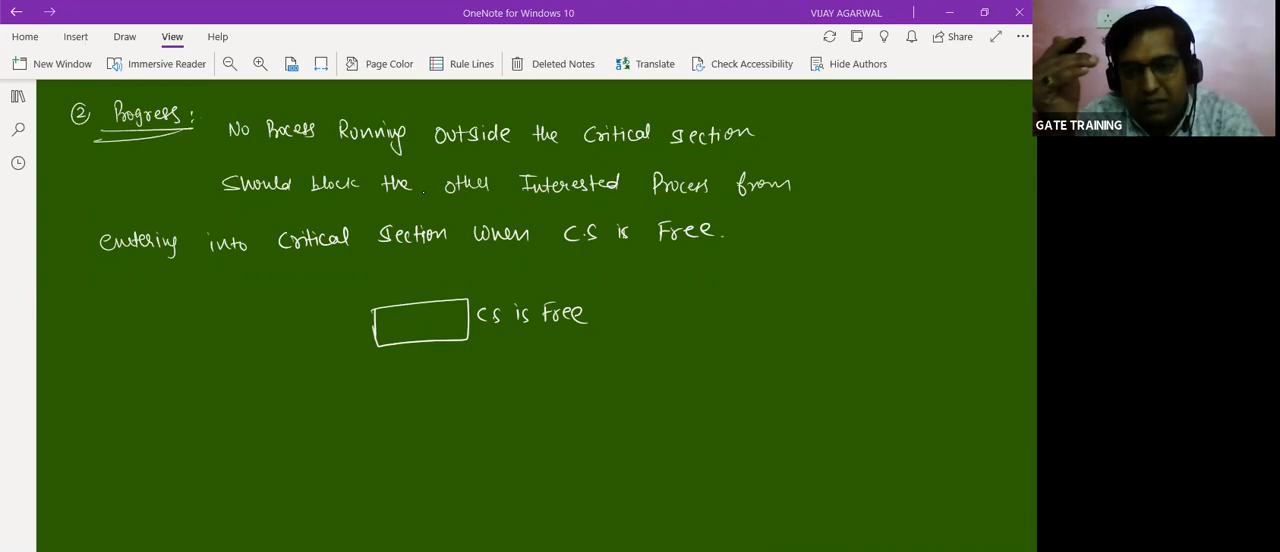 OneNote for Windows 10
VIJAY AGARWAL
Home Insert Draw View Help
Share
New Window Immersive Reader Page Color Rule Lines Deleted Notes Translate Check Accessibility Hide Authors
GATE TRAINING
② Progress: No Process Running outside the Critical section
should block the other Interested Process from
entering into Critical section when C.S is Free.
CS is Free